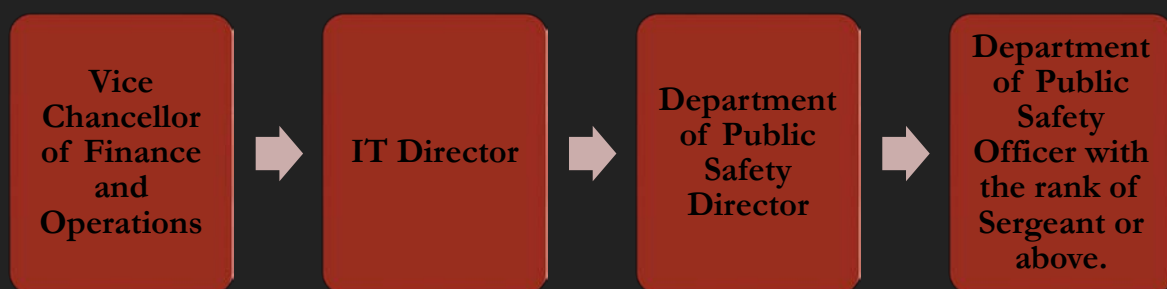 Vice
Chancellor
of Finance
and
Operations
IT Director
Department
of Public
Safety
Director
Department
of Public
Safety
Officer with
the rank of
Sergeant or
above.